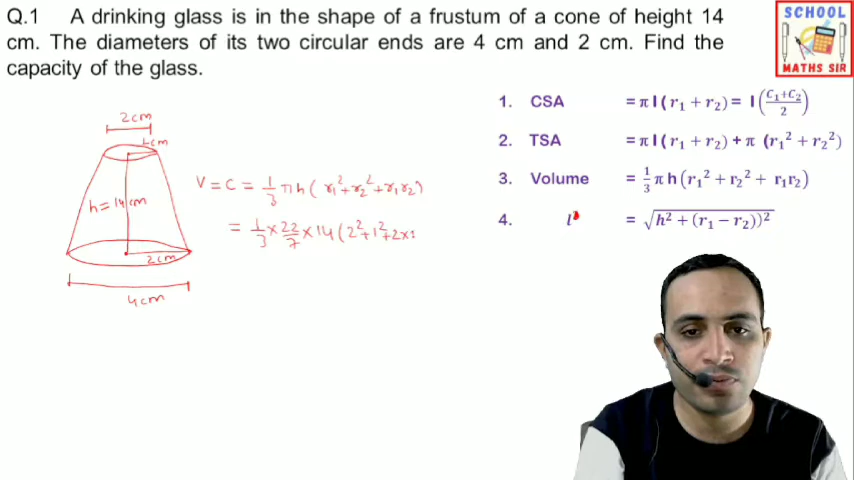 Q.1 A drinking glass is in the shape of a frustum of a cone of height 14
cm. The diameters of its two circular ends are 4 cm and 2 cm. Find the
capacity of the glass.
SCHOOL
MATHS SIR
1. CSA = π l ( r₁ + r₂) = l (C₁+C₂/2)
2. TSA = π l ( r₁ + r₂) + π (r₁² + r₂²)
3. Volume = 1/3 π h (r₁² + r₂² + r₁r₂)
4. l = √h² + (r₁ − r₂))²
2cm
1cm
h=14cm
2cm
4cm
V = C = 1/3 πh ( r₁²+r₂²+r₁r₂)
= 1/3 × 22/7 × 14 (2²+1²+2×